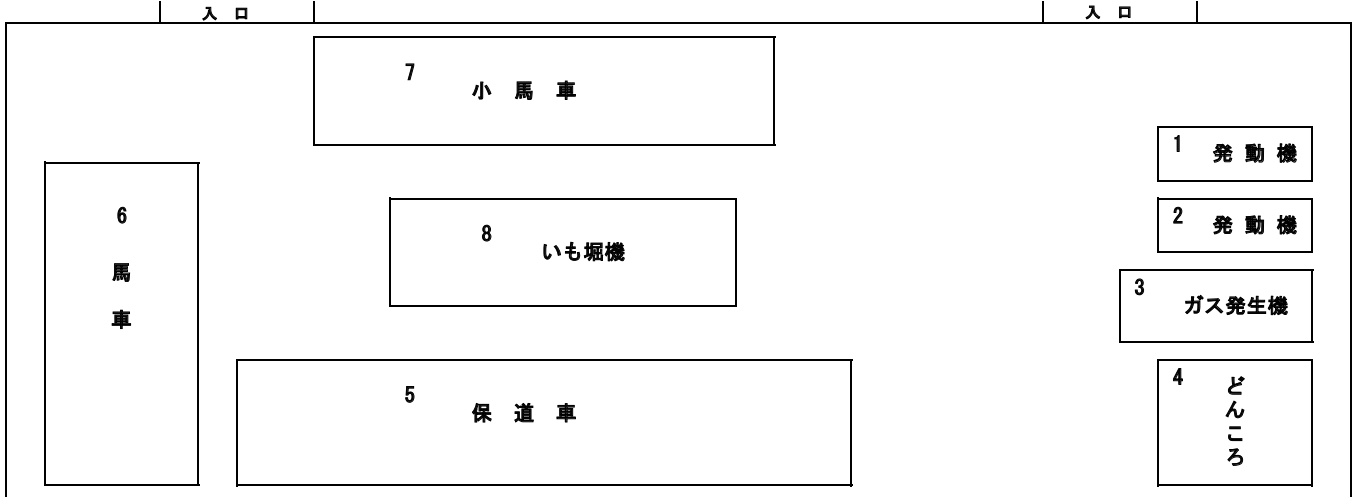 入 口
入 口
7
小 馬 車
1 発 動 機
2 発 動 機
6
馬
車
8
いも堀機
3
ガス発生機
5
保 道 車
4
ど
ん
こ
ろ